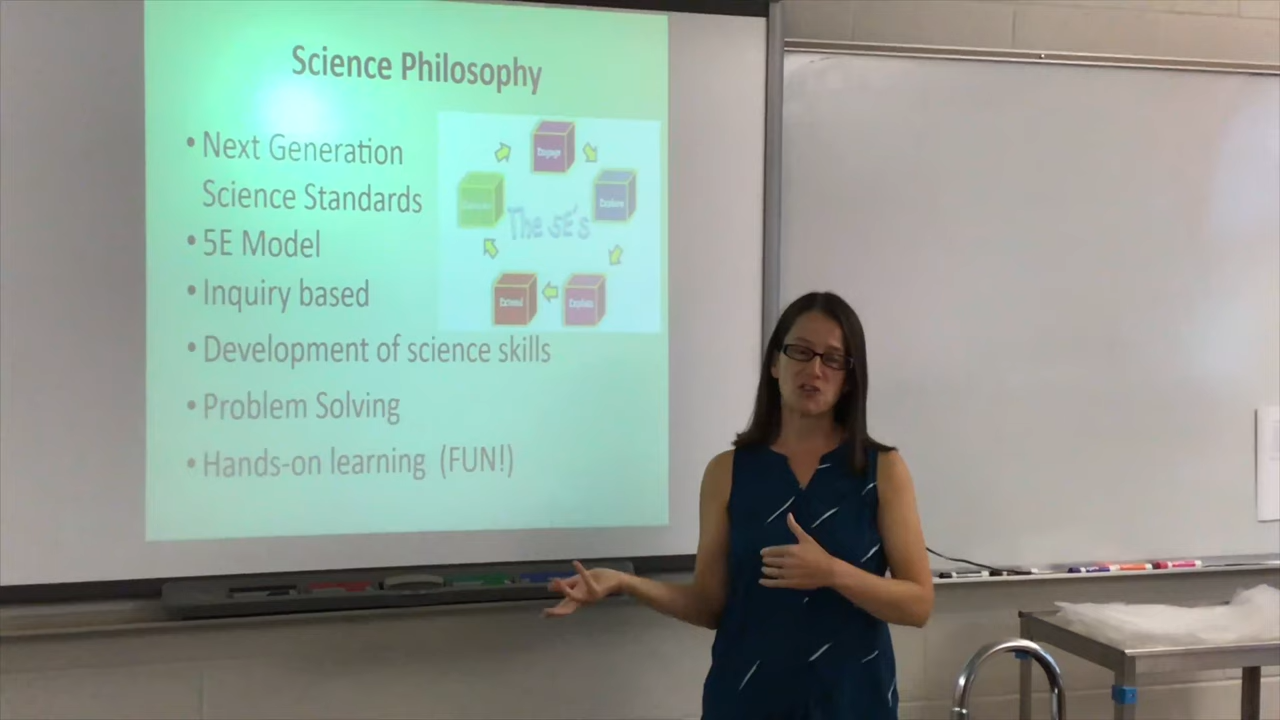 Science Philosophy
• Next Generation
Science Standards
• 5E Model
• Inquiry based
• Development of science skills
• Problem Solving
• Hands-on learning (FUN!)
Engage
Explore
The 5E's
Extend
Explain